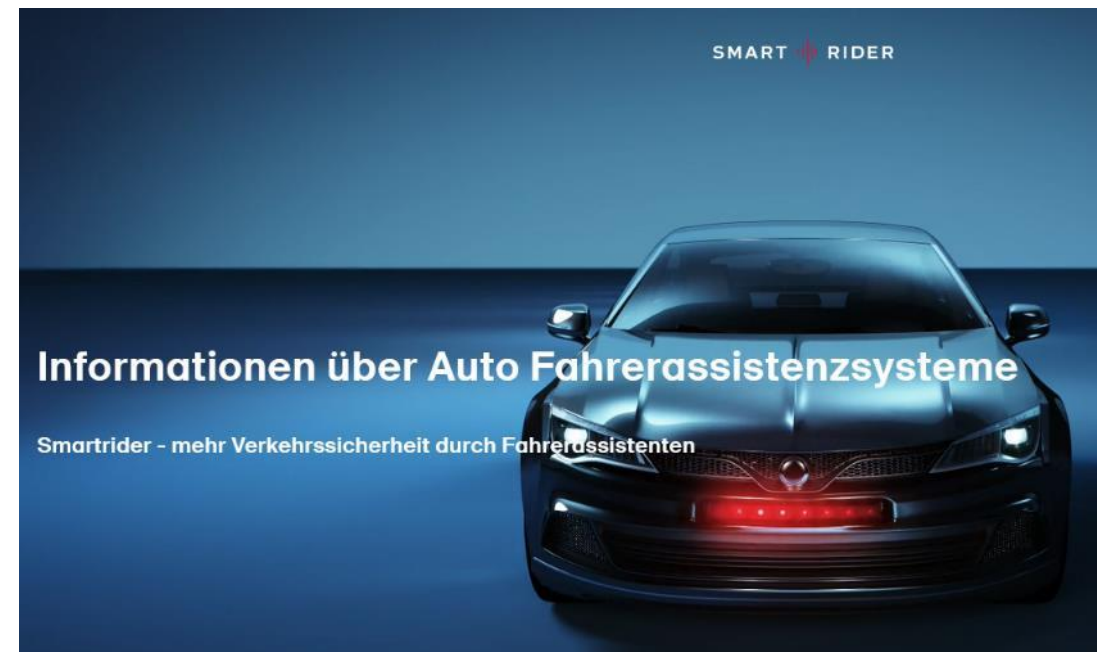 SMART RIDER
Informationen über Auto Fahrerassistenzsysteme
Smartrider - mehr Verkehrssicherheit durch Fahrerassistenten